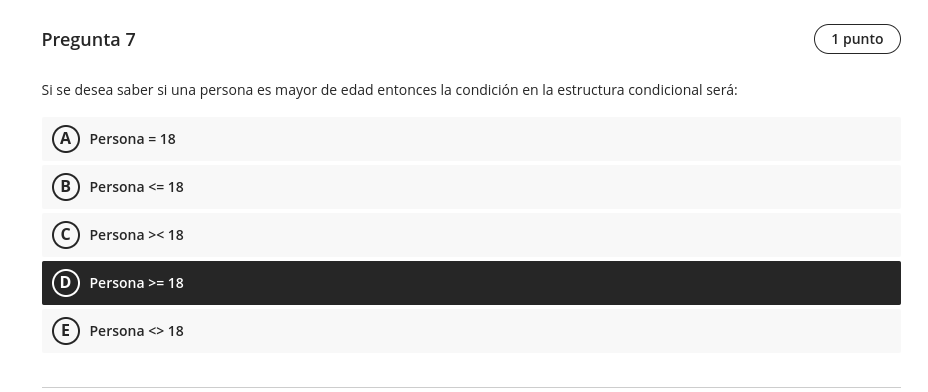 Pregunta 7
1 punto
Si se desea saber si una persona es mayor de edad entonces la condición en la estructura condicional será:
A Persona = 18
B Persona <= 18
C Persona >< 18
D Persona >= 18
E Persona <> 18